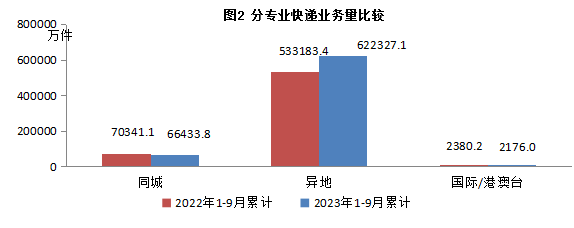 图2 分专业快递业务量比较
800000
万件
600000
400000
200000
0
70341.1
66433.8
533183.4
622327.1
2380.2
2176.0
同城
异地
国际/港澳台
2022年1-9月累计
2023年1-9月累计